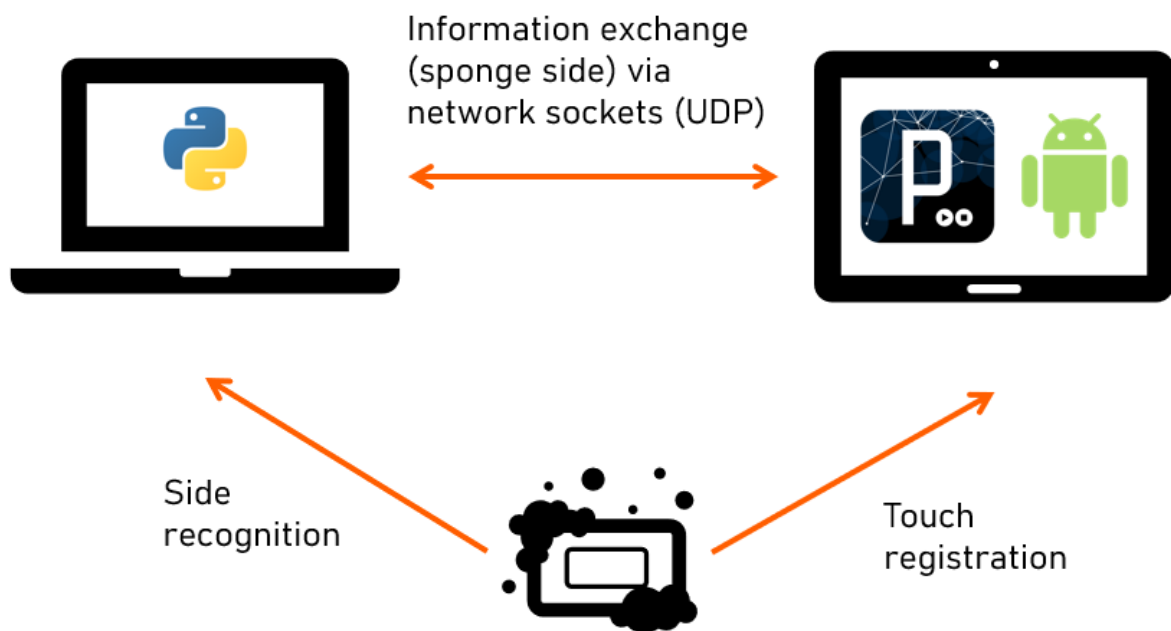 Information exchange
(sponge side) via
network sockets (UDP)
P
Side
recognition
Touch
registration